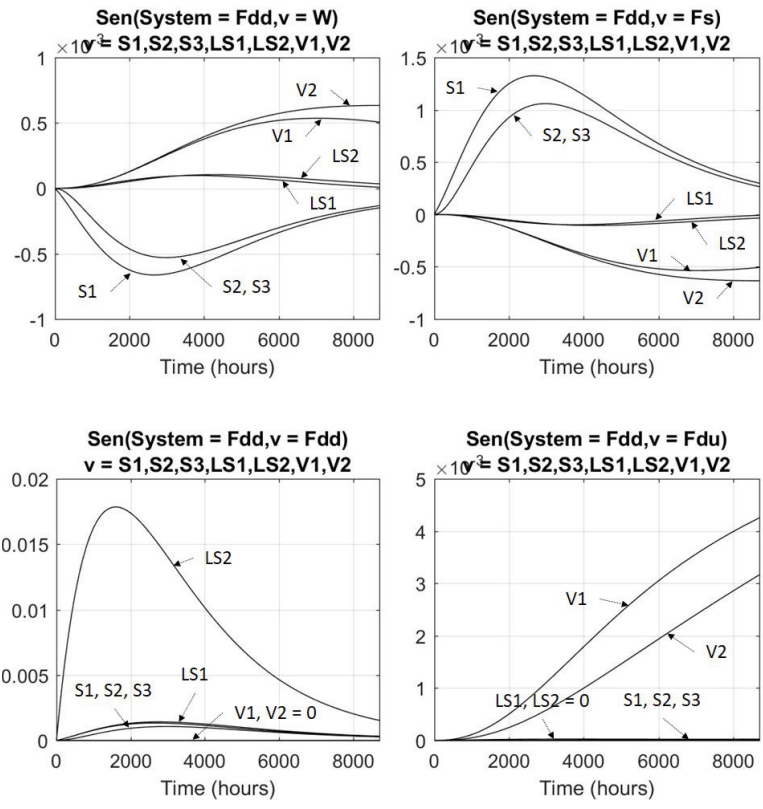 Sen(System = Fdd,v = W)
×10-3
v = S1,S2,S3,LS1,LS2,V1,V2
1
0.5
0
-0.5
-1
V2
V1
LS2
LS1
S2, S3
S1
0 2000 4000 6000 8000
Time (hours)
Sen(System = Fdd,v = Fs)
×10-3
v = S1,S2,S3,LS1,LS2,V1,V2
1.5
1
0.5
0
-0.5
-1
S1
S2, S3
LS1
LS2
V1
V2
0 2000 4000 6000 8000
Time (hours)
Sen(System = Fdd,v = Fdd)
v = S1,S2,S3,LS1,LS2,V1,V2
0.02
0.015
0.01
0.005
0
LS2
LS1
S1, S2, S3
V1, V2 = 0
0 2000 4000 6000 8000
Time (hours)
Sen(System = Fdd,v = Fdu)
×10-3
v = S1,S2,S3,LS1,LS2,V1,V2
5
4
3
2
1
0
V1
V2
LS1, LS2 = 0
S1, S2, S3
0 2000 4000 6000 8000
Time (hours)